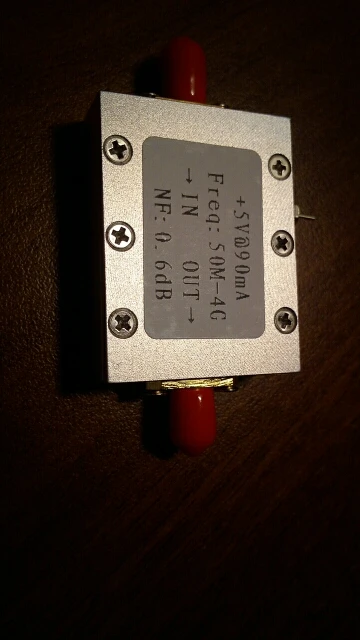 +5V@90mA
Freq: 50M-4G
→ IN OUT →
NF: 0.6dB